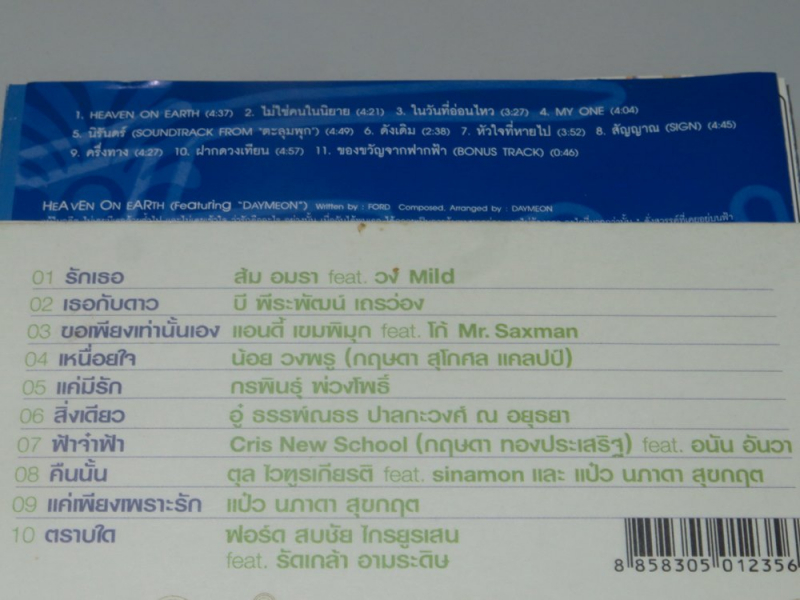 1. HEAVEN ON EARTH (4:37) 2. ไม่ใช่คนในนิยาย (4:21) 3. ในวันที่อ่อนไหว (3:27) 4. MY ONE (4:04)
5. นิรันดร์ (SOUNDTRACK FROM "ตะลุมพุก") (4:49) 6. ดังเดิม (2:38) 7. หัวใจที่หายไป (3:52) 8. สัญญาณ (SIGN) (4:45)
9. ครึ่งทาง (4:27) 10. ฝากดวงเทียน (4:57) 11. ของขวัญจากฟากฟ้า (BONUS TRACK) (0:46)
HEAVEN ON EARTH (Featuring "DAYMEON") Written by : FORD Composed, Arranged by : DAYMEON
01 รักเธอ ส้ม อมรา feat. วง Mild
02 เธอกับดาว บี พีระพัฒน์ เถรว่อง
03 ขอเพียงเท่านั้นเอง แอนดี้ เขมพิมุก feat. โก้ Mr. Saxman
04 เหนื่อยใจ น้อย วงพรู (กฤษดา สุโกศล แคลปป์)
05 แค่มีรัก กรพินธุ์ พ่วงโพธิ์
06 สิ่งเดียว อู๋ ธรรพ์ณธร ปาลกะวงศ์ ณ อยุธยา
07 ฟ้าจ๋าฟ้า Cris New School (กฤษดา ทองประเสริฐ) feat. อนัน อันวา
08 คืนนั้น ตุล ไวฑูรเกียรติ feat. sinamon และ แป๋ว นภาดา สุขกฤต
09 แค่เพียงเพราะรัก แป๋ว นภาดา สุขกฤต
10 ตราบใด ฟอร์ด สบชัย ไกรยูรเสน
feat. รัดเกล้า อามระดิษ
8 858305 012356